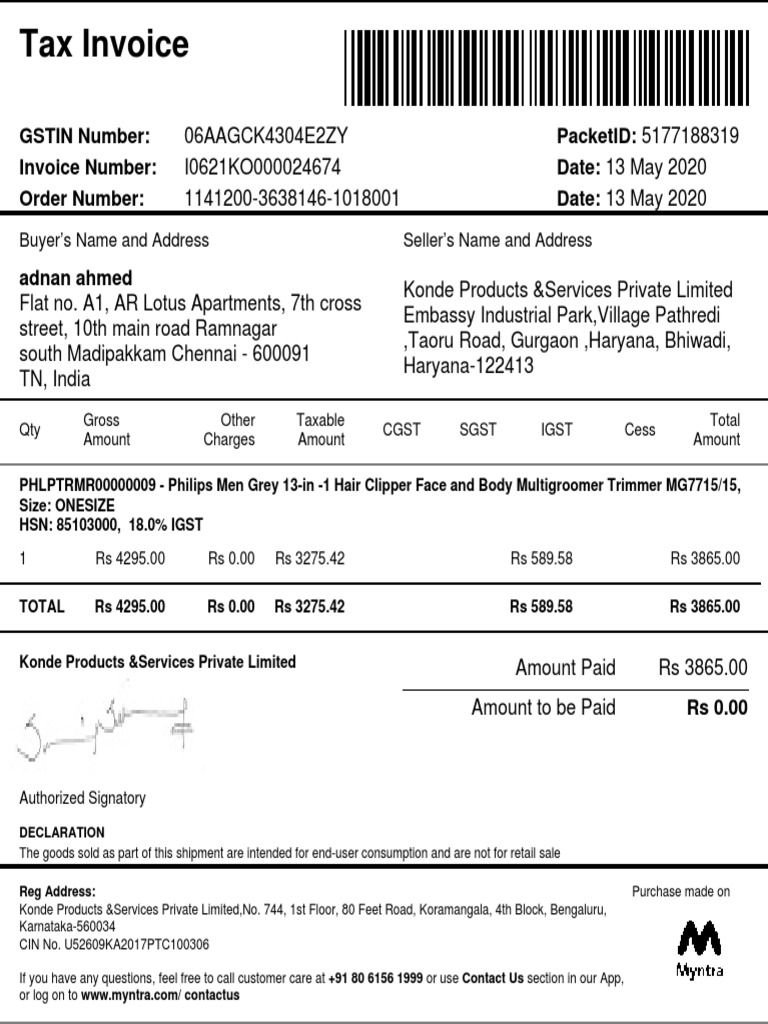 Tax Invoice
GSTIN Number: 06AAGCK4304E2ZY PacketID: 5177188319
Invoice Number: I0621KO000024674 Date: 13 May 2020
Order Number: 1141200-3638146-1018001 Date: 13 May 2020
Buyer's Name and Address
adnan ahmed
Flat no. A1, AR Lotus Apartments, 7th cross
street, 10th main road Ramnagar
south Madipakkam Chennai - 600091
TN, India
Seller's Name and Address
Konde Products &Services Private Limited
Embassy Industrial Park,Village Pathredi
,Taoru Road, Gurgaon ,Haryana, Bhiwadi,
Haryana-122413
Qty Gross Amount Other Charges Taxable Amount CGST SGST IGST Cess Total Amount
PHLPTRMR00000009 - Philips Men Grey 13-in -1 Hair Clipper Face and Body Multigroomer Trimmer MG7715/15,
Size: ONESIZE
HSN: 85103000, 18.0% IGST
1 Rs 4295.00 Rs 0.00 Rs 3275.42 Rs 589.58 Rs 3865.00
TOTAL Rs 4295.00 Rs 0.00 Rs 3275.42 Rs 589.58 Rs 3865.00
Konde Products &Services Private Limited
Amount Paid Rs 3865.00
Amount to be Paid Rs 0.00
Authorized Signatory
DECLARATION
The goods sold as part of this shipment are intended for end-user consumption and are not for retail sale
Reg Address:
Konde Products &Services Private Limited,No. 744, 1st Floor, 80 Feet Road, Koramangala, 4th Block, Bengaluru,
Karnataka-560034
CIN No. U52609KA2017PTC100306
Purchase made on
Myntra
If you have any questions, feel free to call customer care at +91 80 6156 1999 or use Contact Us section in our App,
or log on to www.myntra.com/ contactus